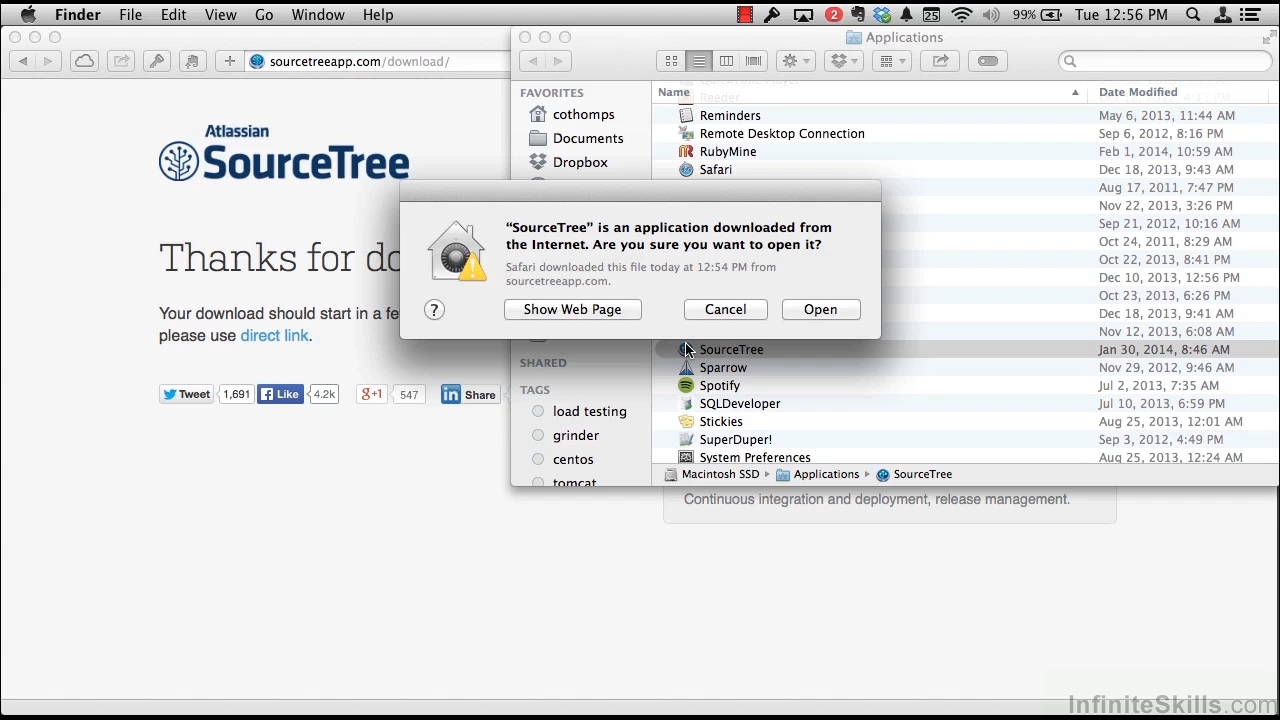 Finder File Edit View Go Window Help
2 25 99% Tue 12:56 PM
sourcetreeapp.com/download/
Applications
Atlassian
SourceTree
Thanks for do
Your download should start in a fe
please use direct link.
Tweet 1,691 Like 4.2k +1 547 in Share
FAVORITES
cothomps
Documents
Dropbox
SHARED
TAGS
load testing
grinder
centos
tomcat
Name Date Modified
Reeder
Reminders May 6, 2013, 11:44 AM
Remote Desktop Connection Sep 6, 2012, 8:16 PM
RubyMine Feb 1, 2014, 10:59 AM
Safari Dec 18, 2013, 9:43 AM
Aug 17, 2011, 7:47 PM
Nov 22, 2013, 3:26 PM
Sep 21, 2012, 10:16 AM
Oct 24, 2011, 8:29 AM
Oct 22, 2013, 8:41 PM
Dec 10, 2013, 12:56 PM
Oct 23, 2013, 6:26 PM
Dec 18, 2013, 9:41 AM
Nov 12, 2013, 6:08 AM
SourceTree Jan 30, 2014, 8:46 AM
Sparrow Nov 29, 2012, 9:46 AM
Spotify Jul 2, 2013, 7:35 AM
SQLDeveloper Jul 10, 2013, 6:59 PM
Stickies Aug 25, 2013, 12:01 AM
SuperDuper! Sep 3, 2012, 4:49 PM
System Preferences Aug 25, 2013, 12:24 AM
Macintosh SSD Applications SourceTree
“SourceTree” is an application downloaded from
the Internet. Are you sure you want to open it?
Safari downloaded this file today at 12:54 PM from
sourcetreeapp.com.
? Show Web Page Cancel Open
Continuous integration and deployment, release management.
InfiniteSkills.com